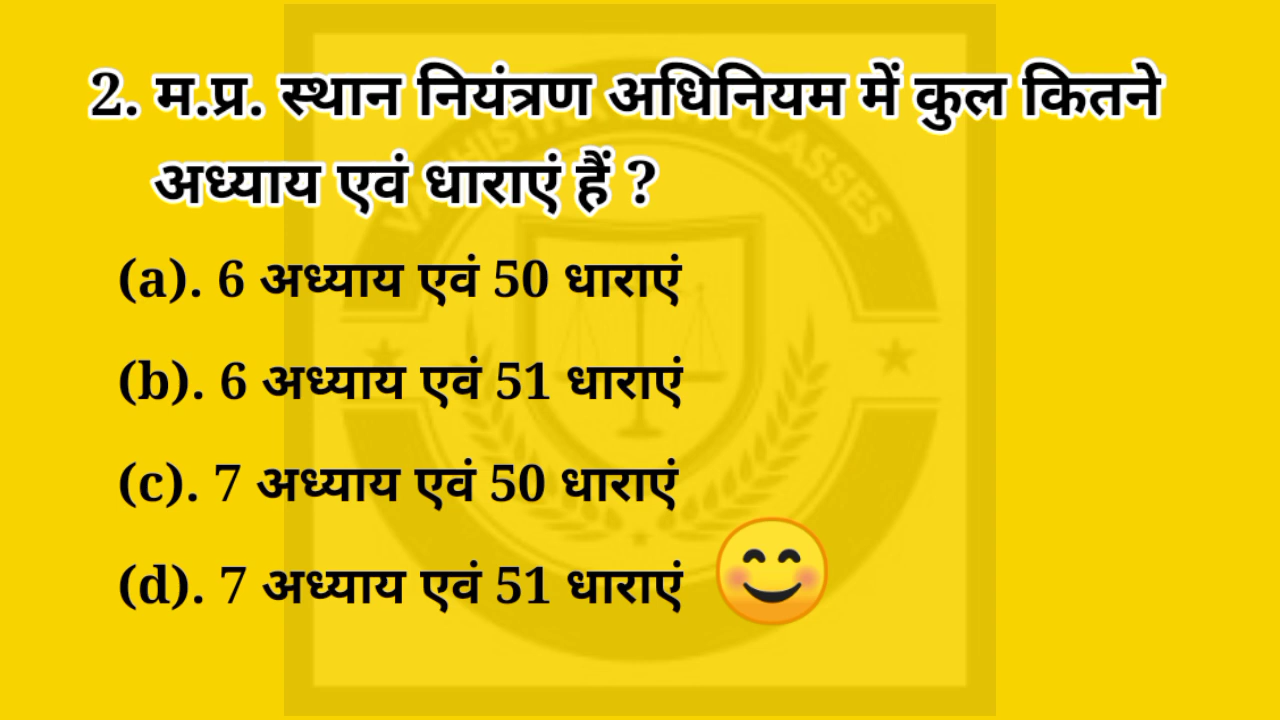 2. म.प्र. स्थान नियंत्रण अधिनियम में कुल कितने
अध्याय एवं धाराएं हैं ?
(a). 6 अध्याय एवं 50 धाराएं
(b). 6 अध्याय एवं 51 धाराएं
(c). 7 अध्याय एवं 50 धाराएं
(d). 7 अध्याय एवं 51 धाराएं
CLASSES